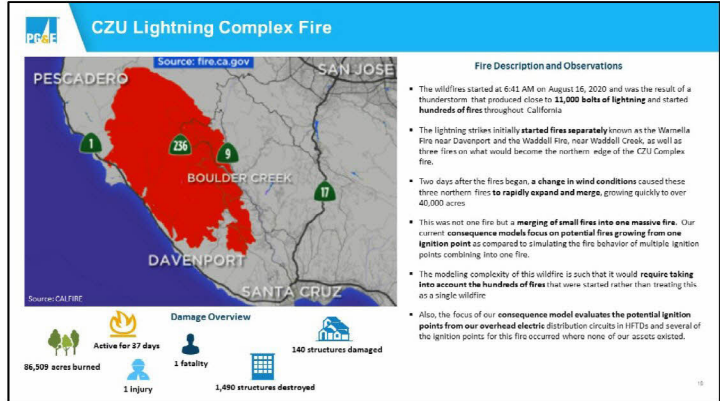 PG&E
CZU Lightning Complex Fire
Source: fire.ca.gov
PESCADERO
SAN JOSE
1
236
9
BOULDER CREEK
17
DAVENPORT
SANTA CRUZ
Source: CALFIRE
Damage Overview
86,509 acres burned
Active for 37 days
1 injury
1 fatality
1,490 structures destroyed
140 structures damaged
Fire Description and Observations
▪ The wildfires started at 6:41 AM on August 16, 2020 and was the result of a
thunderstorm that produced close to 11,000 bolts of lightning and started
hundreds of fires throughout California
▪ The lightning strikes initially started fires separately known as the Warnella
Fire near Davenport and the Waddell Fire, near Waddell Creek, as well as
three fires on what would become the northern edge of the CZU Complex
fire.
▪ Two days after the fires began, a change in wind conditions caused these
three northern fires to rapidly expand and merge, growing quickly to over
40,000 acres
▪ This was not one fire but a merging of small fires into one massive fire. Our
current consequence models focus on potential fires growing from one
ignition point as compared to simulating the fire behavior of multiple ignition
points combining into one fire.
▪ The modeling complexity of this wildfire is such that it would require taking
into account the hundreds of fires that were started rather than treating this
as a single wildfire
▪ Also, the focus of our consequence model evaluates the potential ignition
points from our overhead electric distribution circuits in HFTDs and several of
the ignition points for this fire occurred where none of our assets existed.